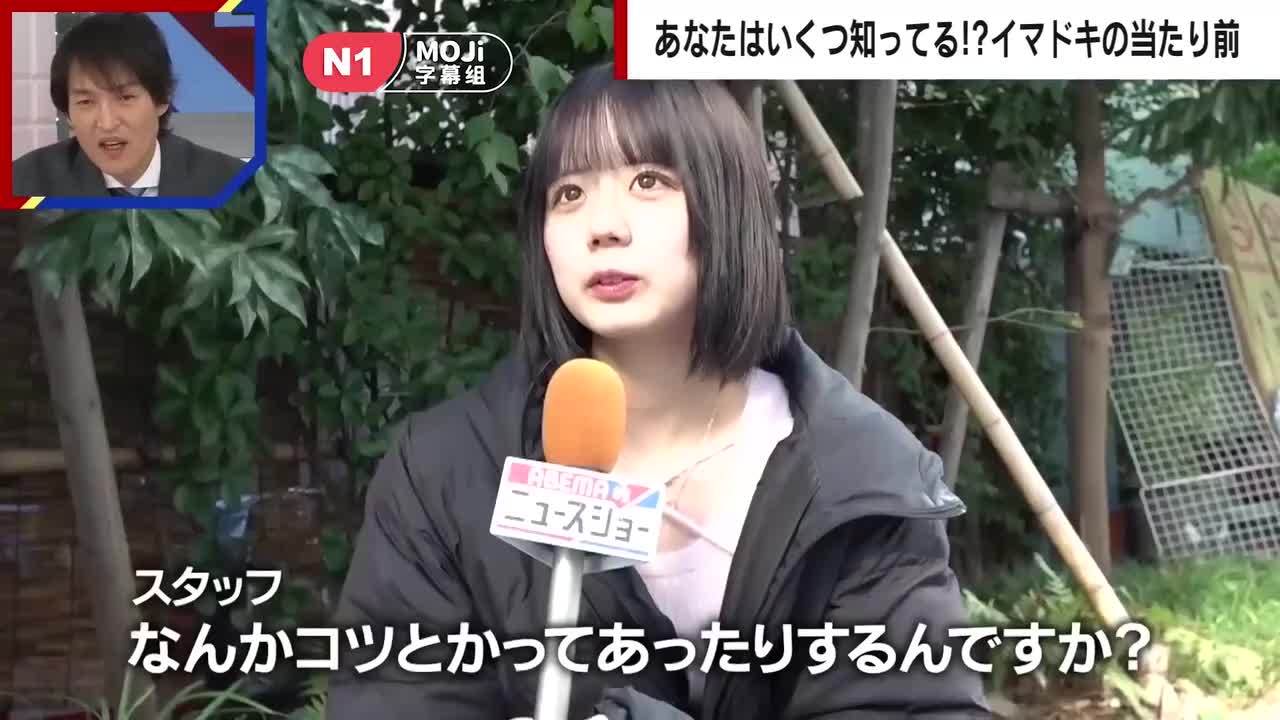 N1
MOJi
字幕组
あなたはいくつ知ってる!?イマドキの当たり前
ABEMA
ニュースショー
スタッフ
なんかコツとかってあったりするんですか?